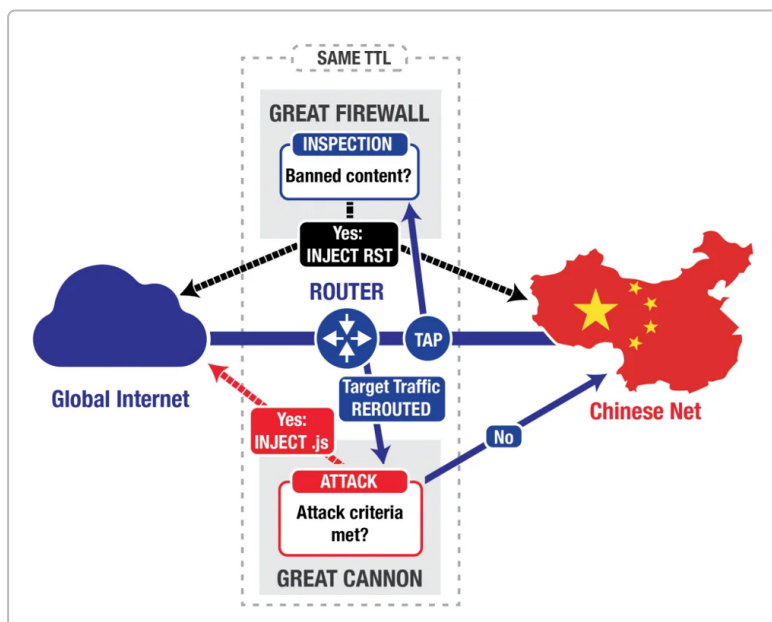 SAME TTL
GREAT FIREWALL
INSPECTION
Banned content?
Yes:
INJECT RST
ROUTER
TAP
Global Internet
Target Traffic
REROUTED
Chinese Net
Yes:
INJECT .js
No
ATTACK
Attack criteria
met?
GREAT CANNON